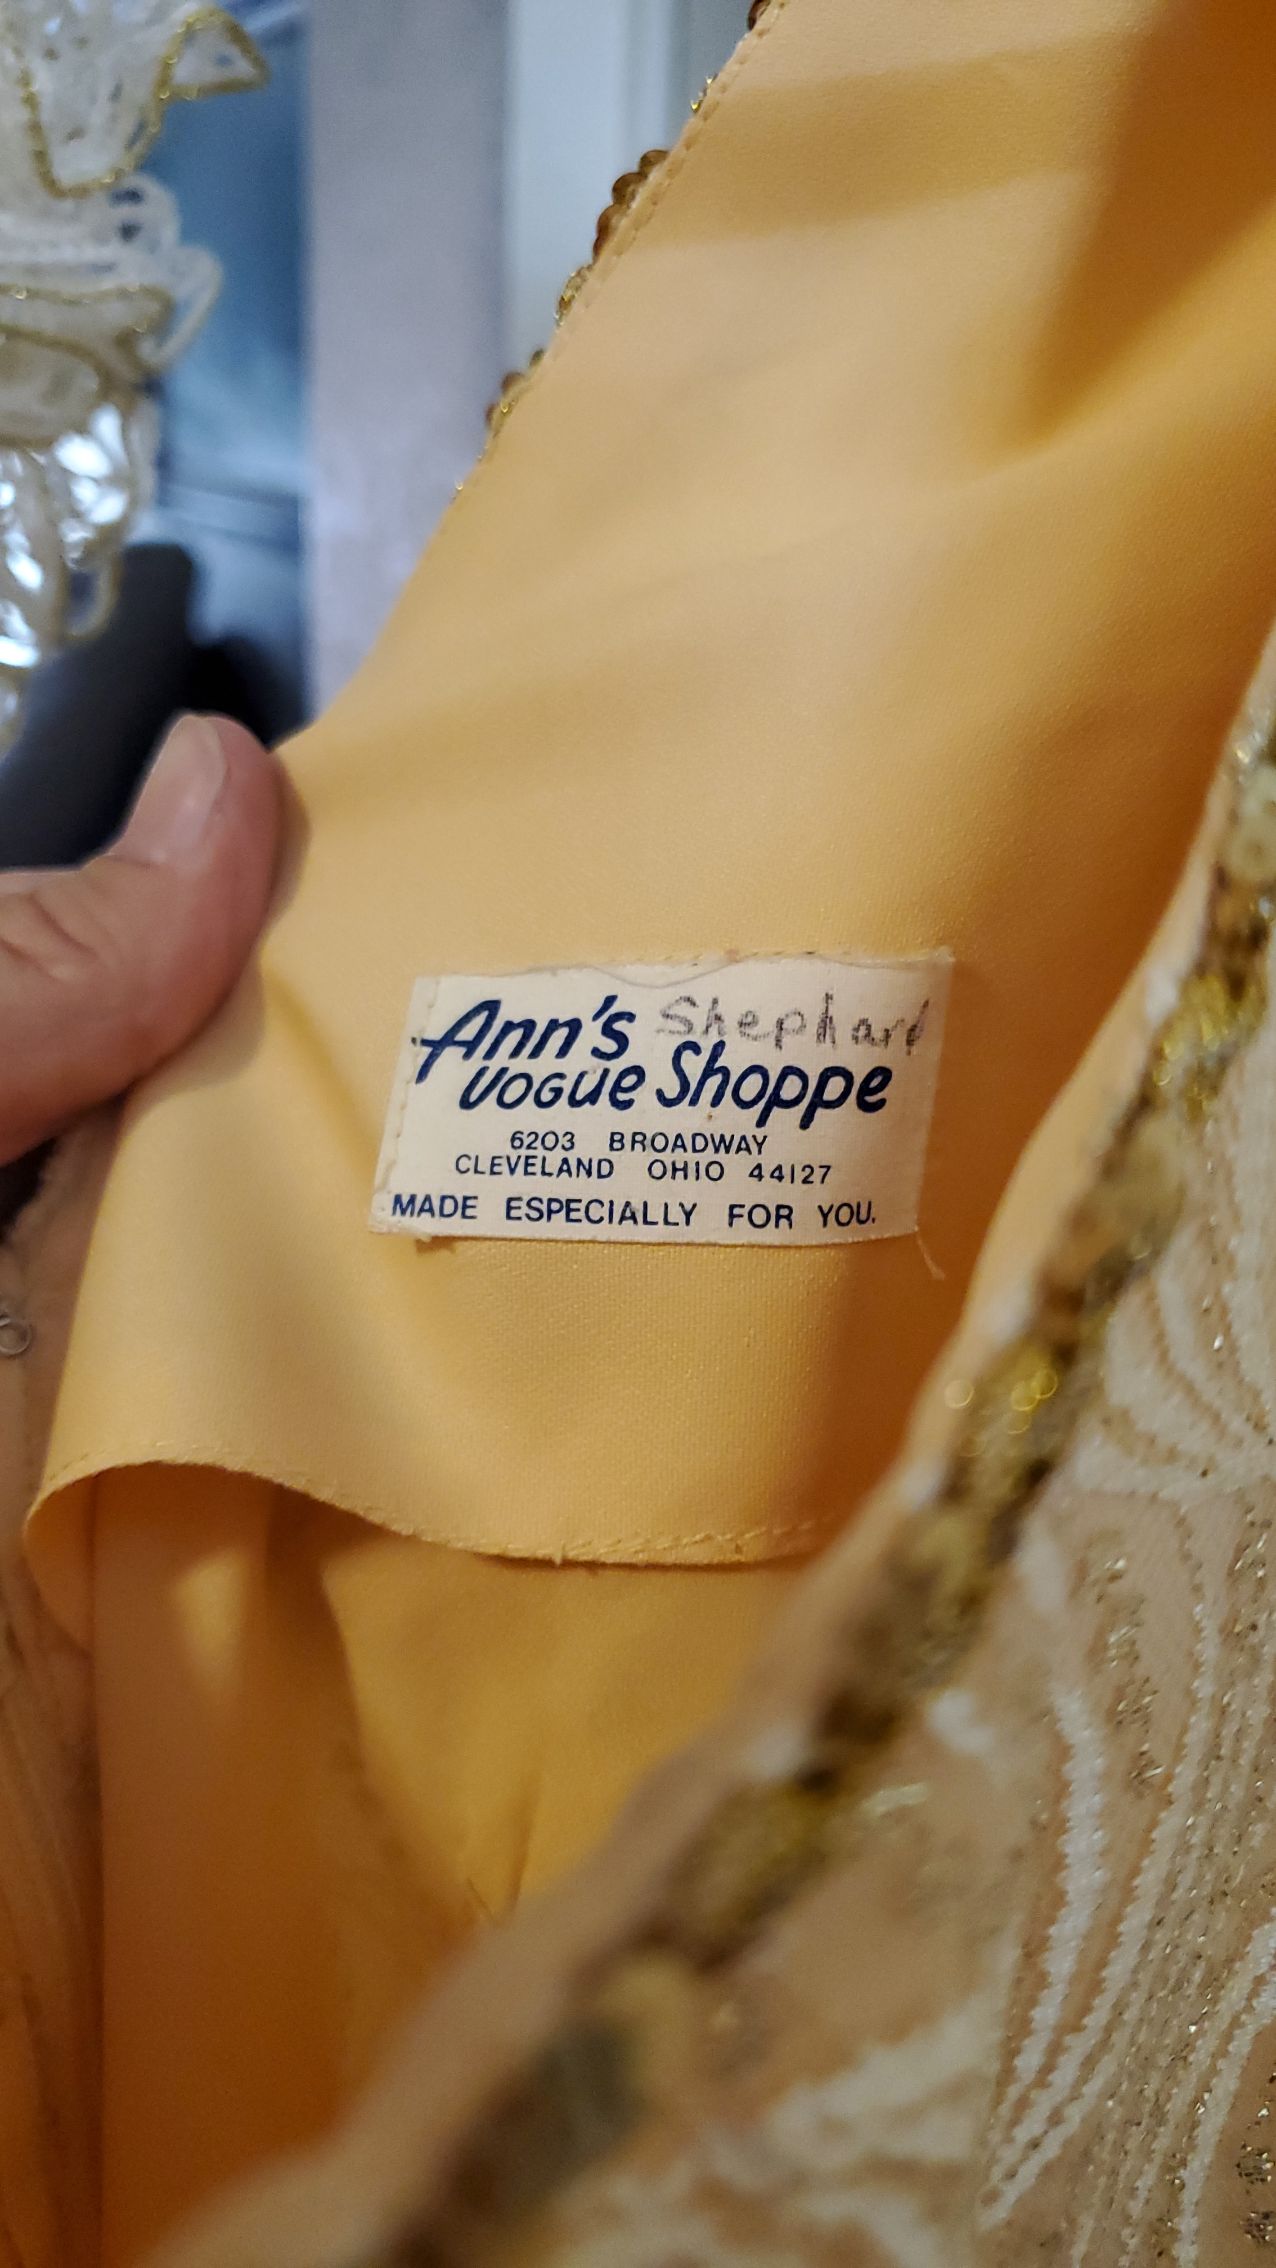 Ann's Shephard
VOGUE Shoppe
6203 BROADWAY
CLEVELAND OHIO 44127
MADE ESPECIALLY FOR YOU.